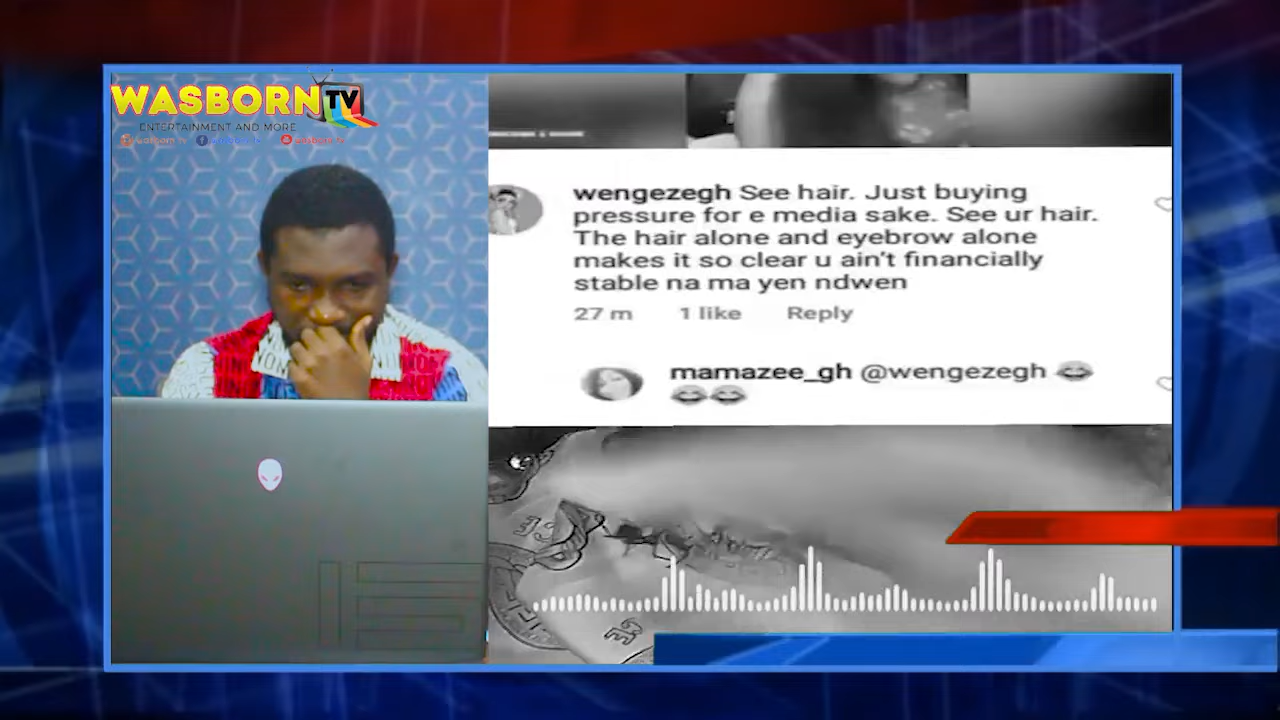 WASBORN TV
ENTERTAINMENT AND MORE
wengezegh See hair. Just buying
pressure for e media sake. See ur hair.
The hair alone and eyebrow alone
makes it so clear u ain't financially
stable na ma yen ndwen
27 m 1 like Reply
mamazee_gh @wengezegh 😂
😂😂